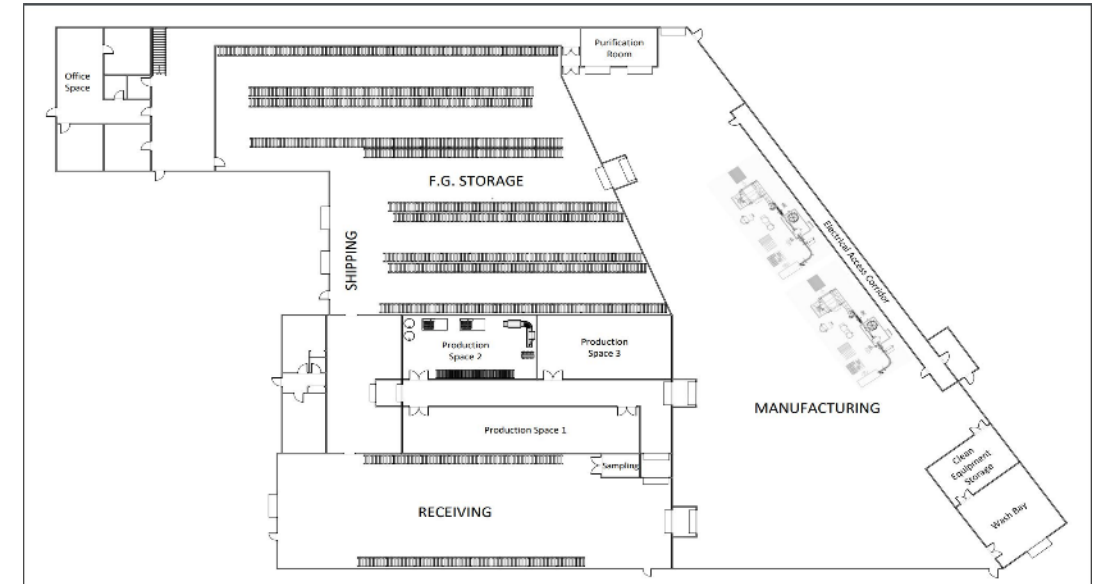 Purification
Room
Office
Space
F.G. STORAGE
SHIPPING
Electrical Access Corridor
Production
Space 2
Production
Space 3
MANUFACTURING
Production Space 1
Clean
Equipment
Storage
Sampling
Wash Bay
RECEIVING